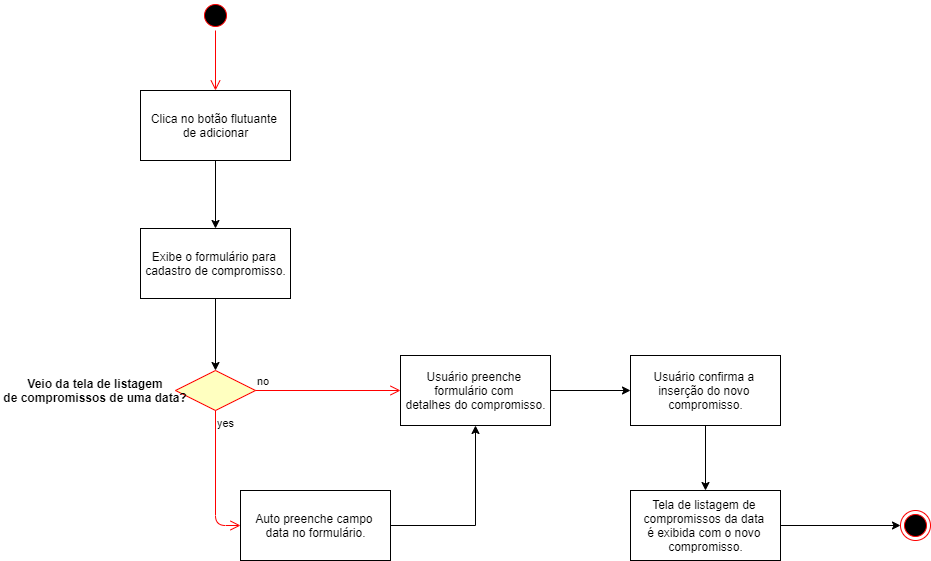 Clica no botão flutuante
de adicionar
Exibe o formulário para
cadastro de compromisso.
Veio da tela de listagem
de compromissos de uma data?
no
yes
Usuário preenche
formulário com
detalhes do compromisso.
Usuário confirma a
inserção do novo
compromisso.
Auto preenche campo
data no formulário.
Tela de listagem de
compromissos da data
é exibida com o novo
compromisso.